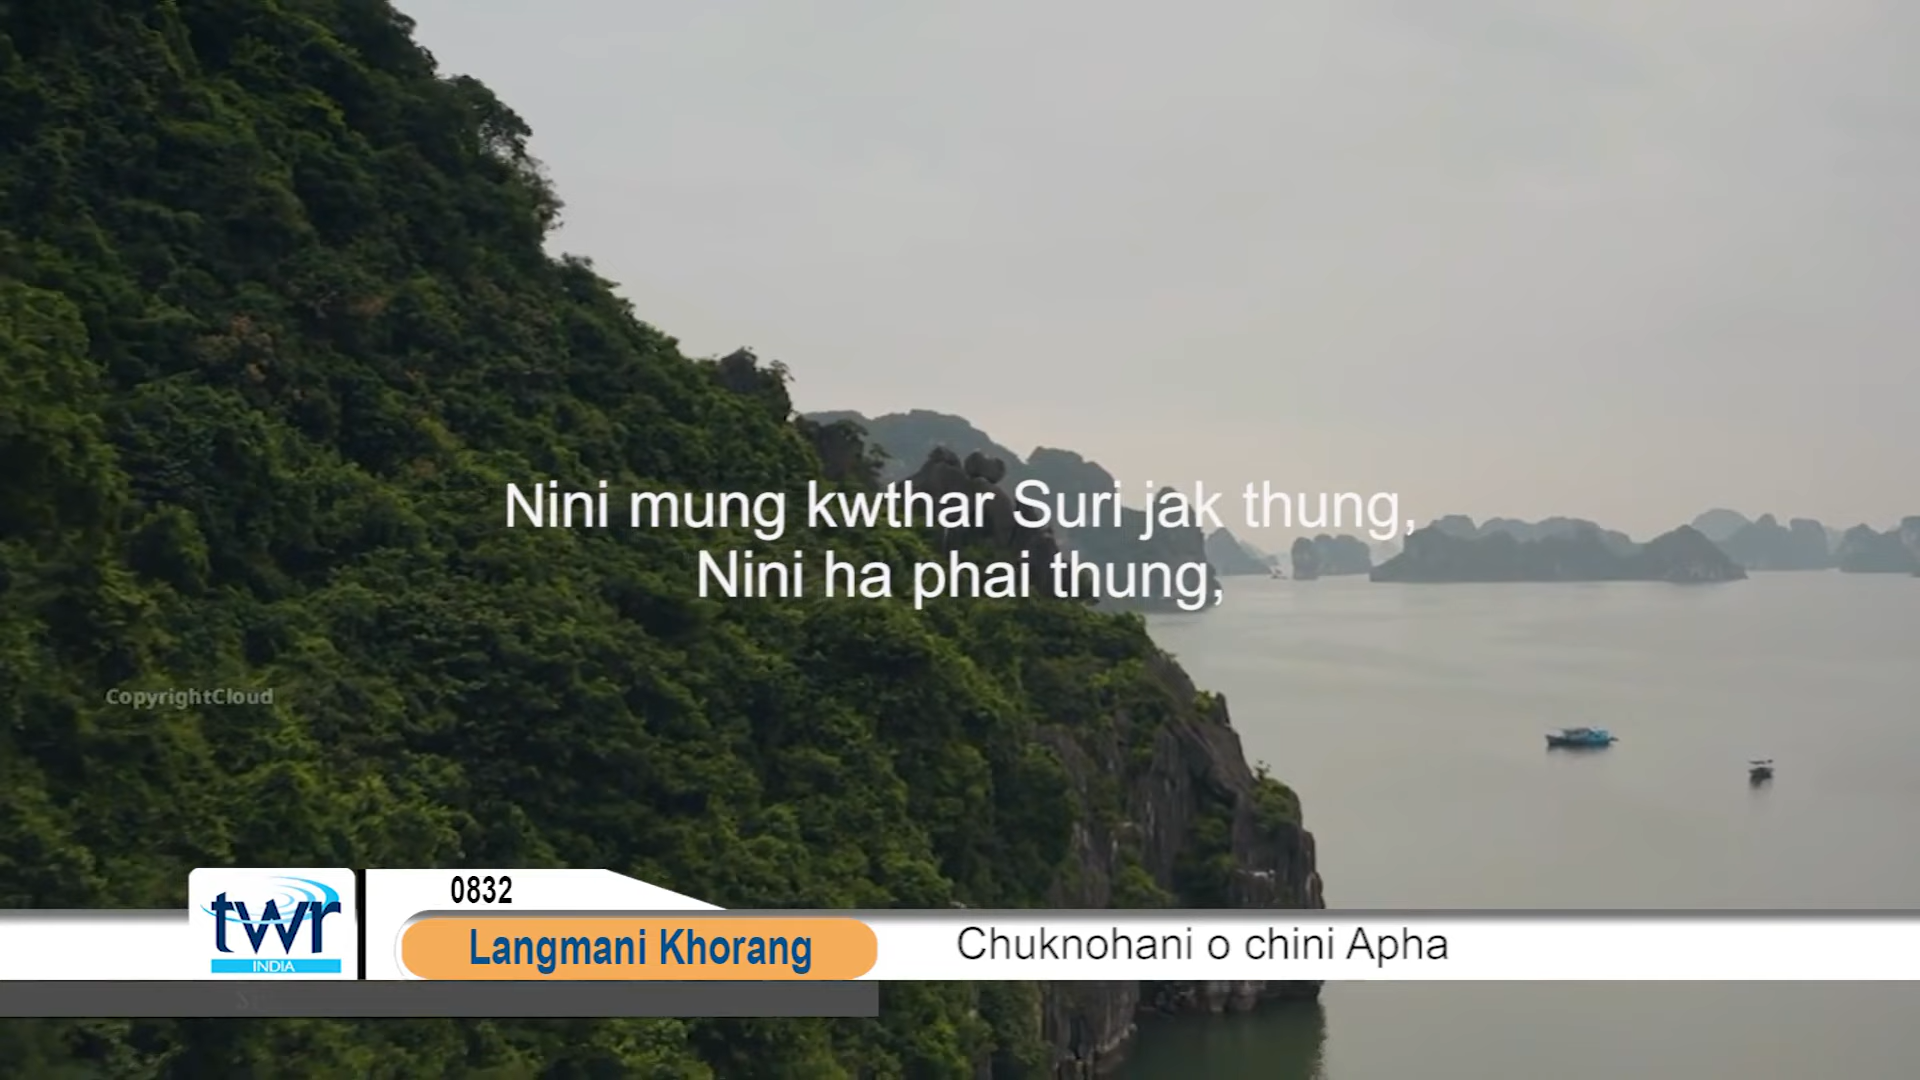 Nini mung kwthar Suri jak thung,
Nini ha phai thung,
CopyrightCloud
0832
twr
INDIA
Langmani Khorang
Chuknohani o chini Apha